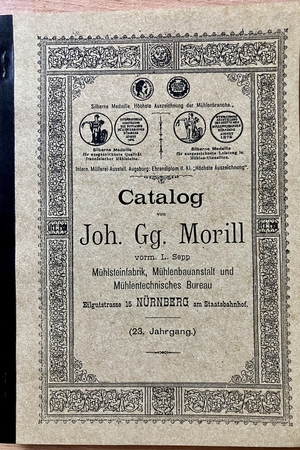 Silberne Medaille, Höchste Auszeichnung der Mühlenbranche.
Silberne Medaille
für ausgezeichnete Qualität
französischer Mühlsteine.
Silberne Medaille
für ausgezeichnete Leistung in
Mühlen-Utensilien.
Intern. Müllerei-Ausstell. Augsburg: Ehrendiplom II. Kl. „Höchste Auszeichnung“.
Catalog
von
Joh. Gg. Morill
vorm. L. Sepp
Mühlsteinfabrik, Mühlenbauanstalt und
Mühlentechnisches Bureau
Eilgutstrasse 15 NÜRNBERG am Staatsbahnhof.
(23. Jahrgang.)